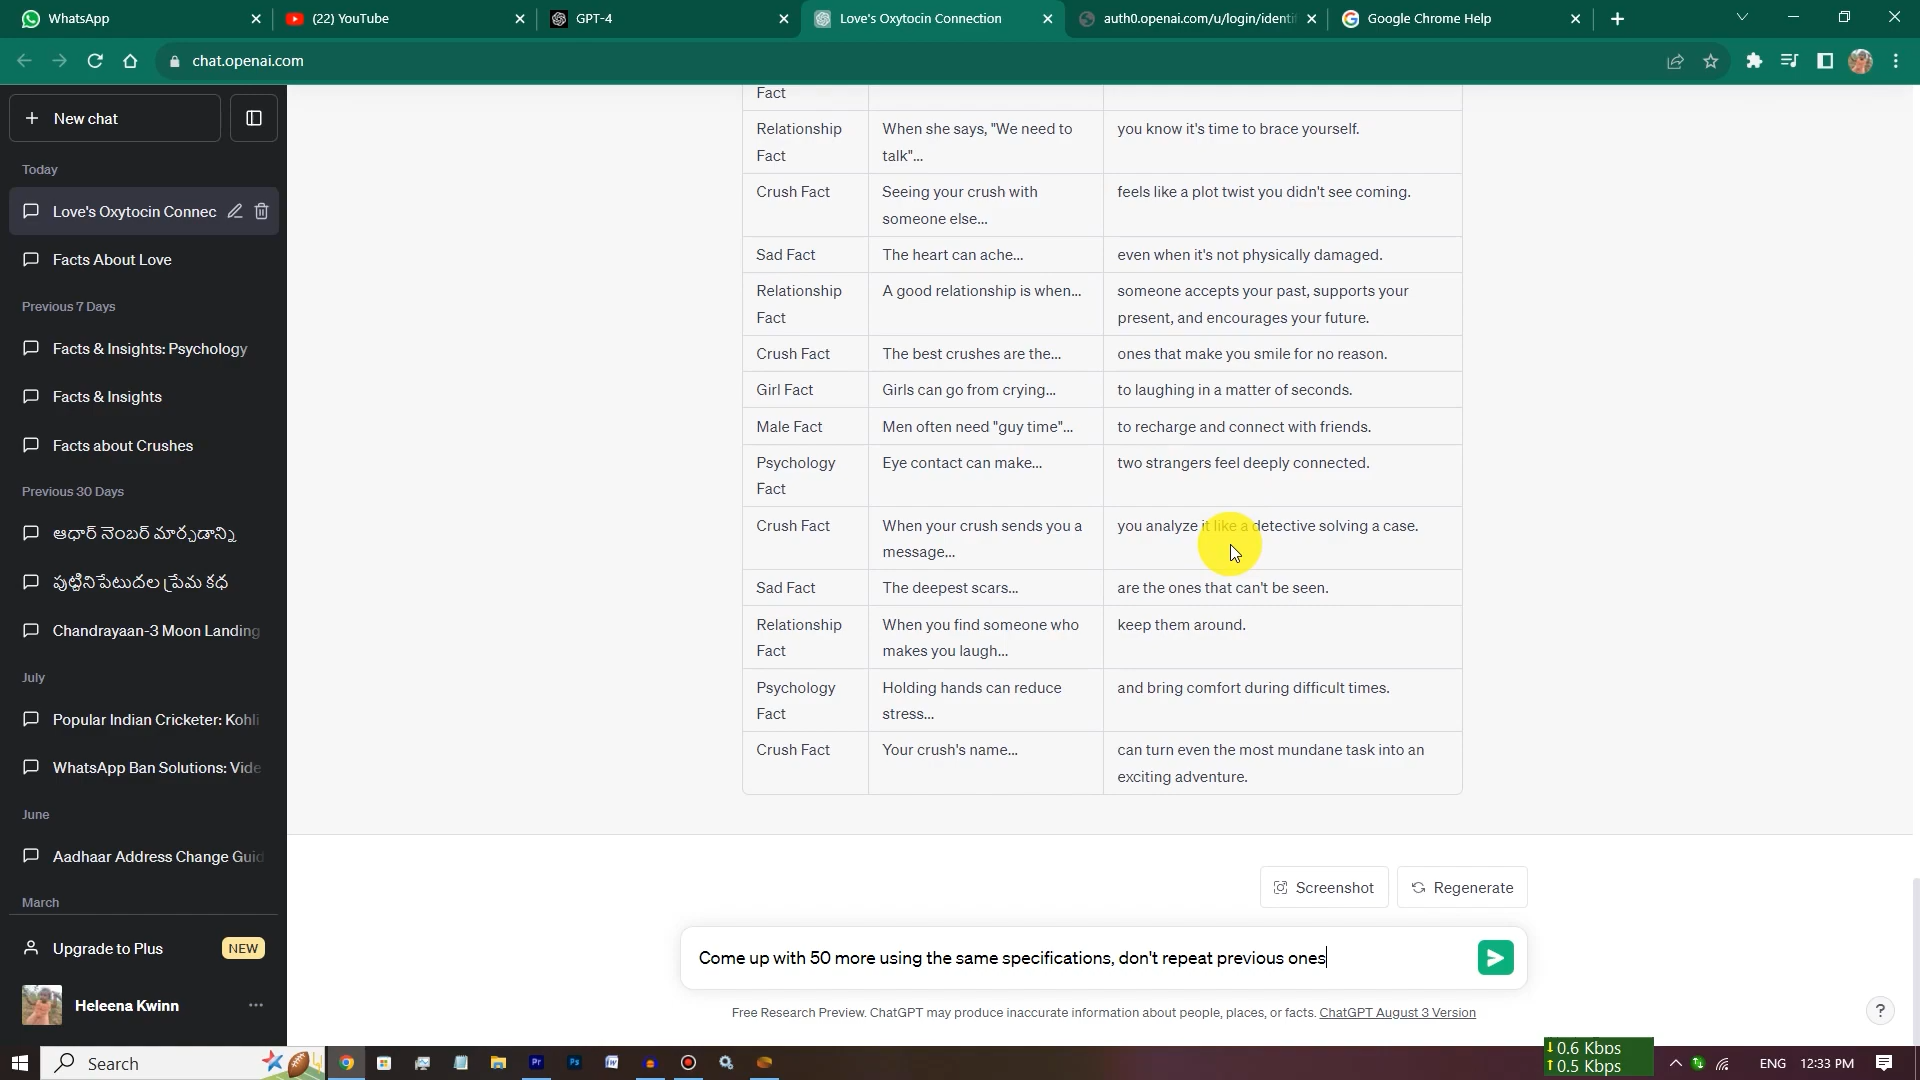 WhatsApp
(22) YouTube
GPT-4
Love's Oxytocin Connection
auth0.openai.com/u/login/identi
Google Chrome Help
chat.openai.com
New chat
Today
Love's Oxytocin Connec
Facts About Love
Previous 7 Days
Facts & Insights: Psychology
Facts & Insights
Facts about Crushes
Previous 30 Days
ఆధార్ నెంబర్ మార్చడాన్ని
పుట్టినిపేటుదల ప్రేమ కధ
Chandrayaan-3 Moon Landing
July
Popular Indian Cricketer: Kohli
WhatsApp Ban Solutions: Vide
June
Aadhaar Address Change Guid
March
Upgrade to Plus NEW
Heleena Kwinn
Fact
Relationship When she says, "We need to you know it's time to brace yourself.
Fact talk"...
Crush Fact Seeing your crush with feels like a plot twist you didn't see coming.
someone else...
Sad Fact The heart can ache... even when it's not physically damaged.
Relationship A good relationship is when... someone accepts your past, supports your
Fact present, and encourages your future.
Crush Fact The best crushes are the... ones that make you smile for no reason.
Girl Fact Girls can go from crying... to laughing in a matter of seconds.
Male Fact Men often need "guy time"... to recharge and connect with friends.
Psychology Eye contact can make... two strangers feel deeply connected.
Fact
Crush Fact When your crush sends you a you analyze it like a detective solving a case.
message...
Sad Fact The deepest scars... are the ones that can't be seen.
Relationship When you find someone who keep them around.
Fact makes you laugh...
Psychology Holding hands can reduce and bring comfort during difficult times.
Fact stress...
Crush Fact Your crush's name... can turn even the most mundane task into an
exciting adventure.
Screenshot Regenerate
Come up with 50 more using the same specifications, don't repeat previous ones
Free Research Preview. ChatGPT may produce inaccurate information about people, places, or facts. ChatGPT August 3 Version
?
Search
0.6 Kbps
0.5 Kbps
ENG 12:33 PM